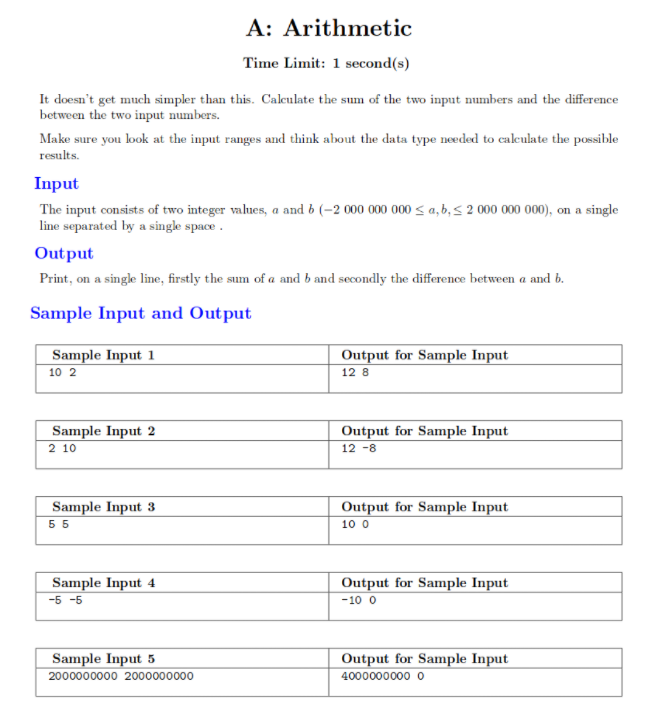 A: Arithmetic
Time Limit: 1 second(s)
It doesn't get much simpler than this. Calculate the sum of the two input numbers and the difference
between the two input numbers.
Make sure you look at the input ranges and think about the data type needed to calculate the possible
results.
Input
The input consists of two integer values, a and b (−2 000 000 000 ≤ a, b, ≤ 2 000 000 000), on a single
line separated by a single space .
Output
Print, on a single line, firstly the sum of a and b and secondly the difference between a and b.
Sample Input and Output
Sample Input 1 Output for Sample Input
10 2 12 8
Sample Input 2 Output for Sample Input
2 10 12 -8
Sample Input 3 Output for Sample Input
5 5 10 0
Sample Input 4 Output for Sample Input
-5 -5 -10 0
Sample Input 5 Output for Sample Input
2000000000 2000000000 4000000000 0